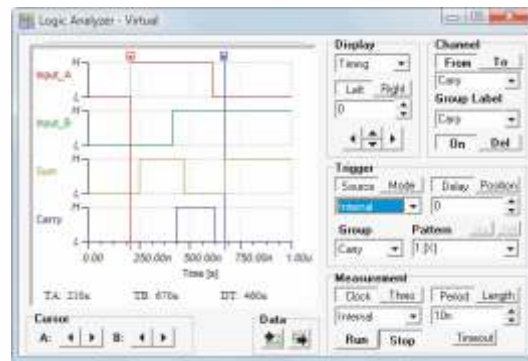 Logic Analyzer - Virtual
Input_A
H
L
Input_B
H
L
Sum
H
L
Carry
H
L
0.00 250.00n 500.00n 750.00n 1.00u
Time [s]
TA: 210n TB: 670n DT: 460n
Cursor
A: B:
Data
Display
Timing
Left Right
0
Channel
From To
Carry
Group Label
Carry
On Del
Trigger
Source Mode Delay Position
Internal 0
Group Pattern
Carry 1 [X]
Measurement
Clock Thres Period Length
Internal 10n
Run Stop Timeout